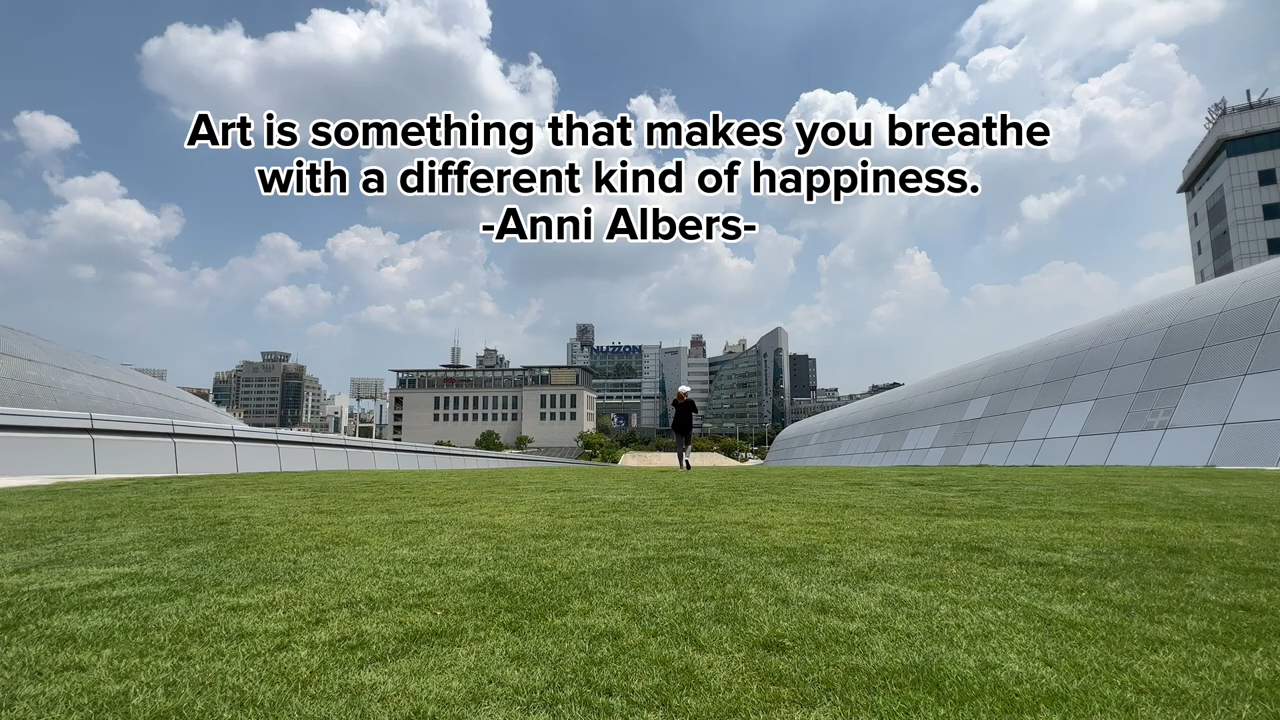 Art is something that makes you breathe
with a different kind of happiness.
-Anni Albers-
NUZZON